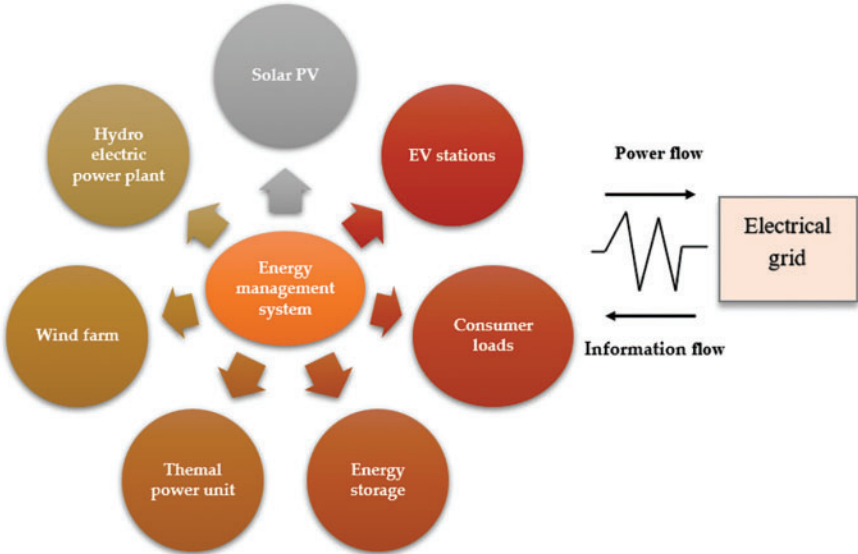 Solar PV
Hydro
electric
power plant
EV stations
Energy
management
system
Wind farm
Consumer
loads
Themal
power unit
Energy
storage
Power flow
Electrical
grid
Information flow